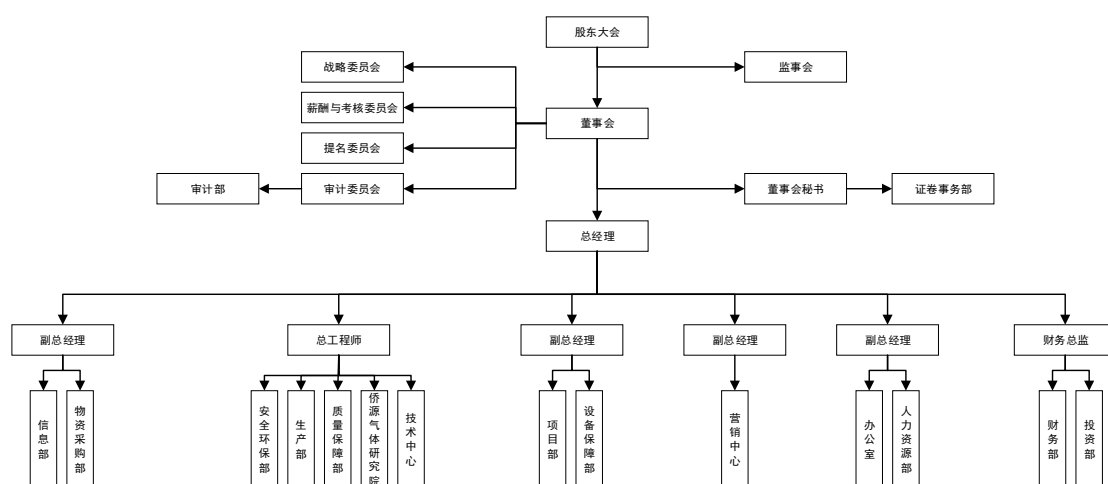 股东大会
战略委员会
监事会
薪酬与考核委员会
董事会
提名委员会
审计部
审计委员会
董事会秘书
证卷事务部
总经理
副总经理
总工程师
副总经理
副总经理
副总经理
财务总监
信息部
物资采购部
安全环保部
生产部
质量保障部
侨源气体研究院
技术中心
项目部
设备保障部
营销中心
办公室
人力资源部
财务部
投资部